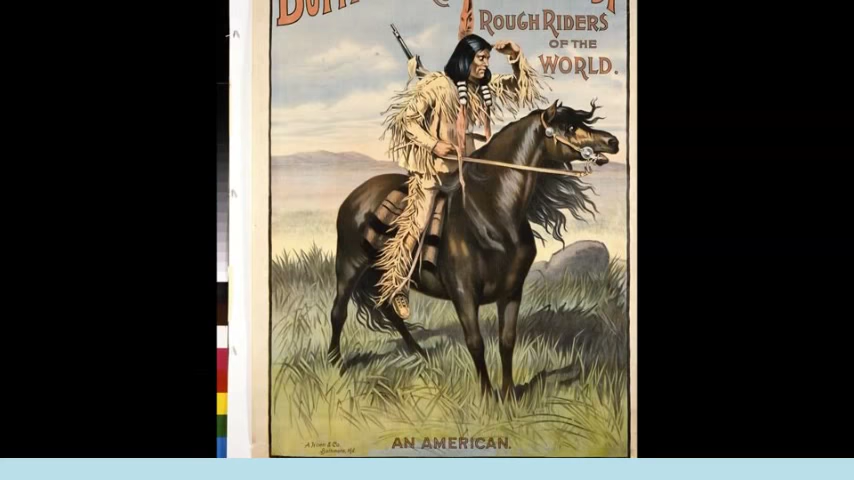 ROUGH RIDERS
OF THE
WORLD.
AN AMERICAN.
A. Hoen & Co.
Baltimore, Md